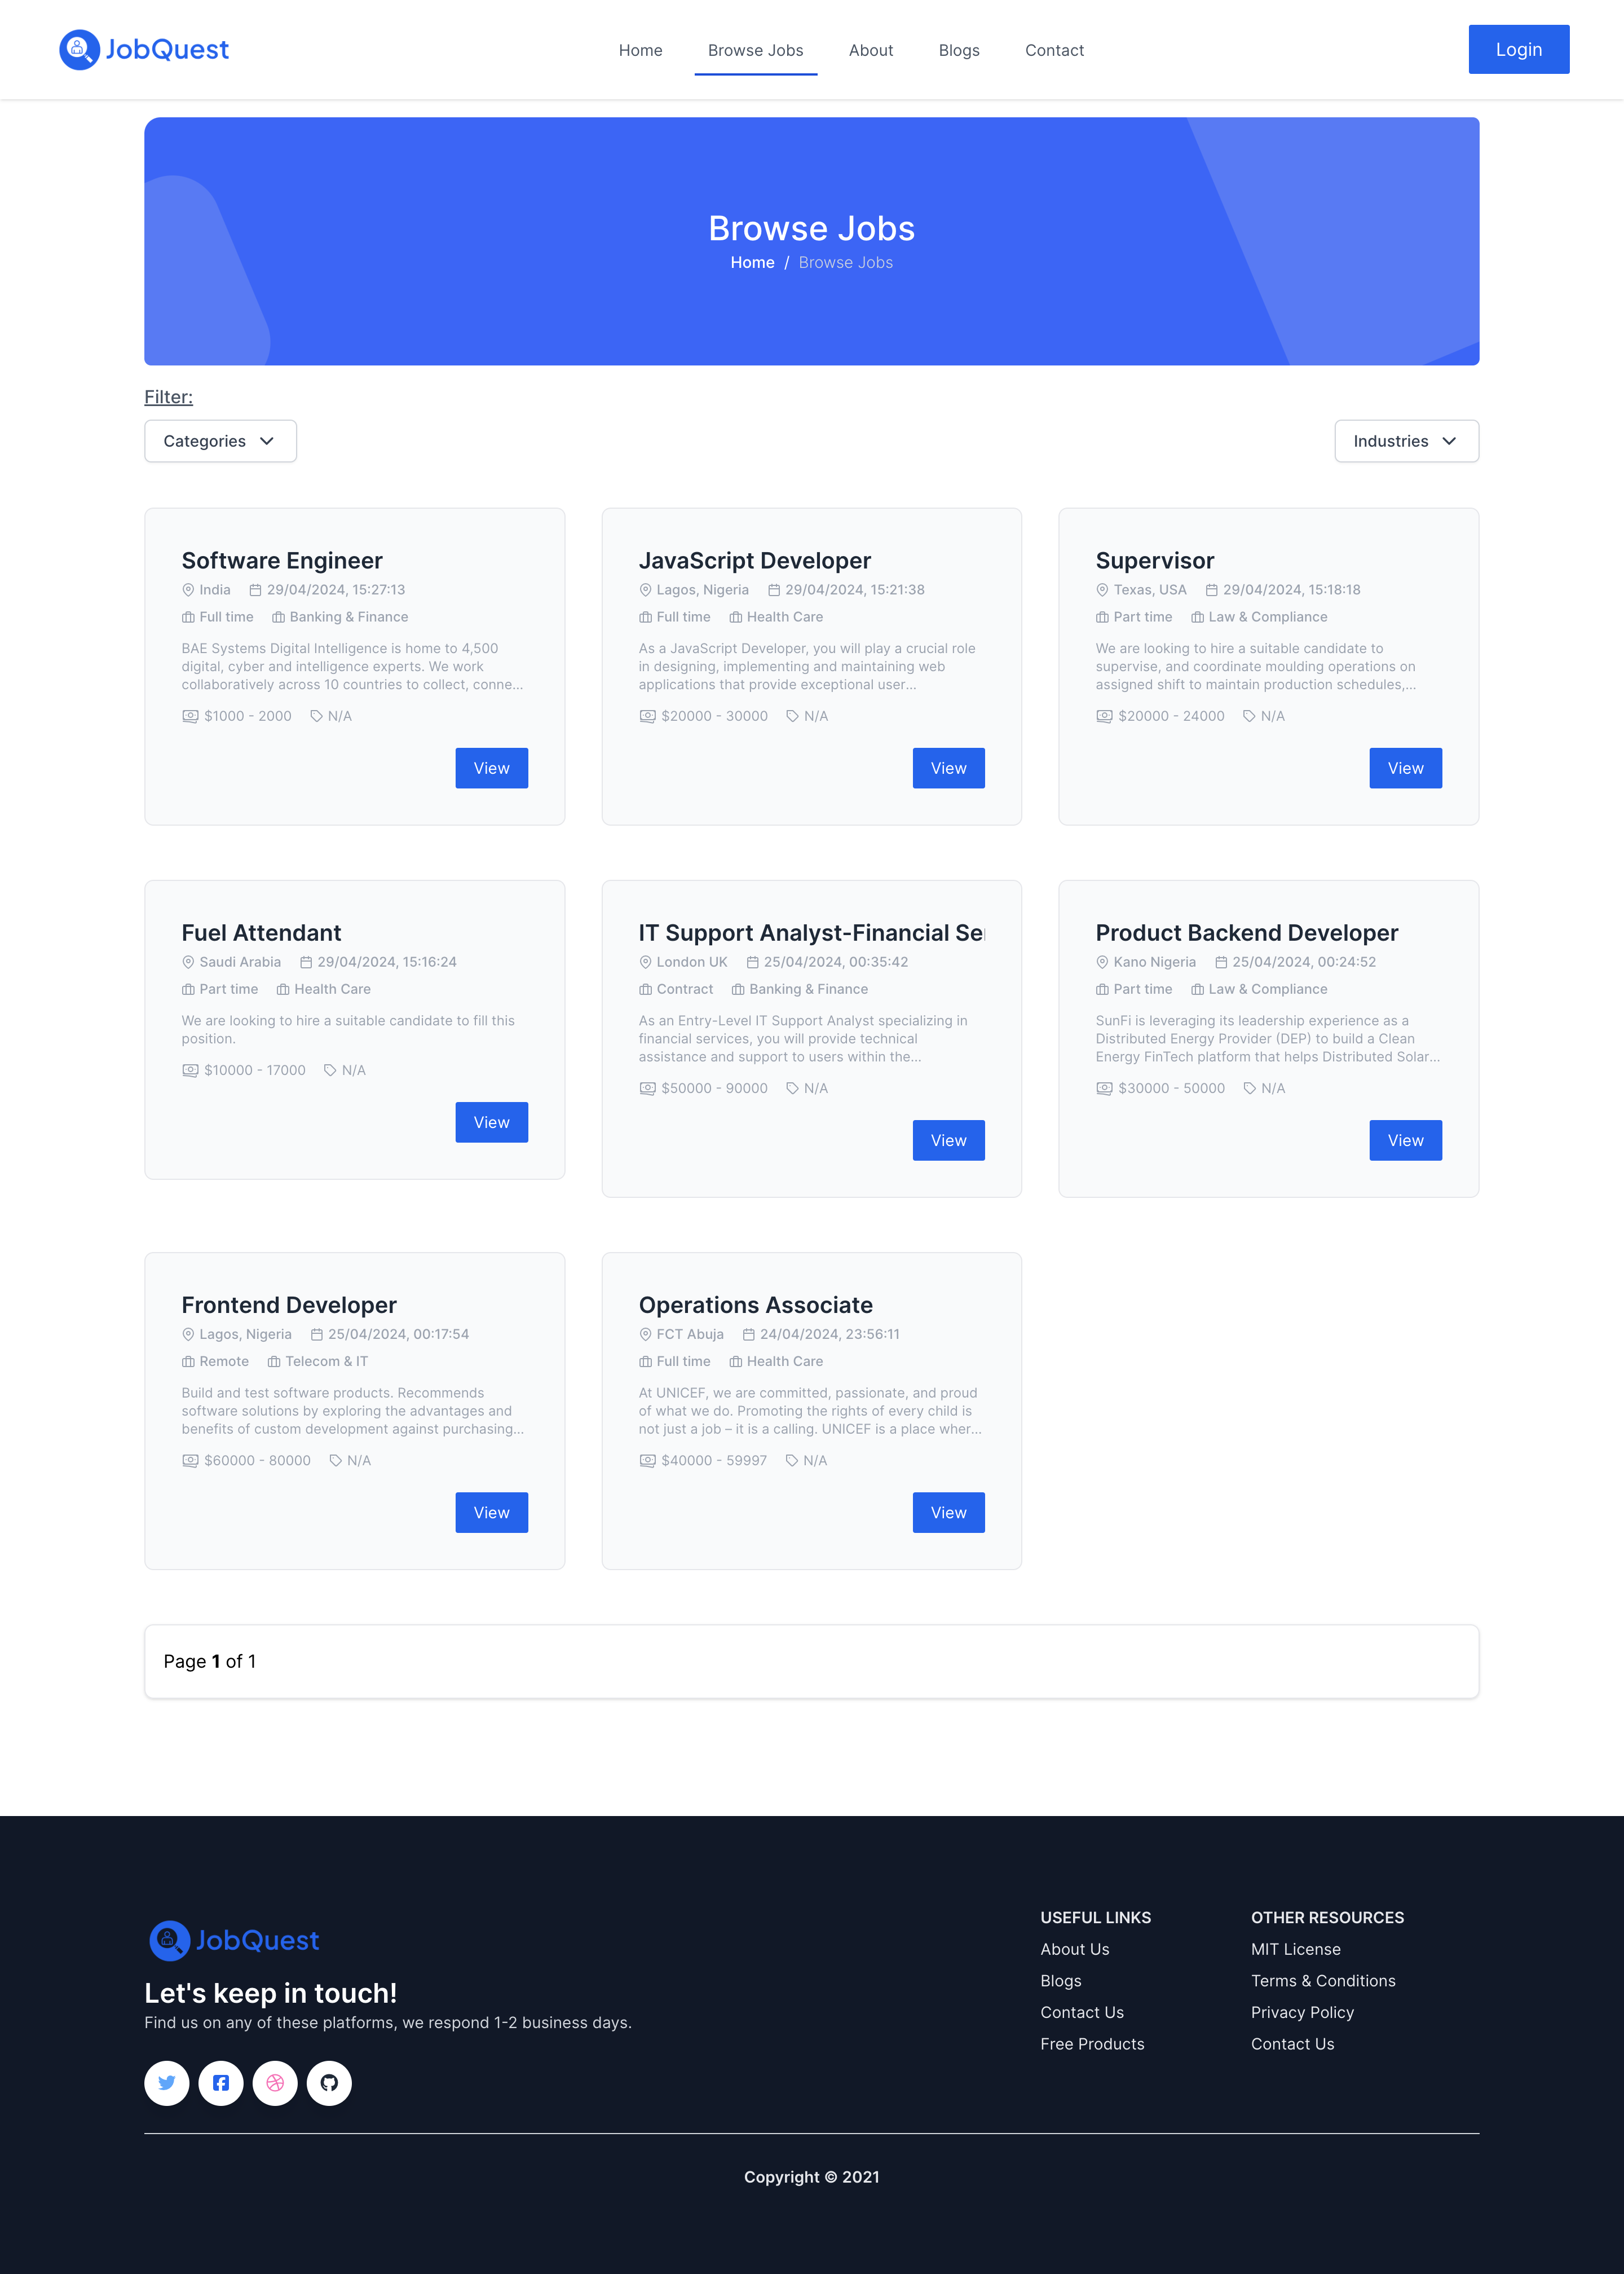 JobQuest
Home
Browse Jobs
About
Blogs
Contact
Login
Browse Jobs
Home / Browse Jobs
Filter:
Categories
Industries
Software Engineer
India 29/04/2024, 15:27:13
Full time Banking & Finance
BAE Systems Digital Intelligence is home to 4,500
digital, cyber and intelligence experts. We work
collaboratively across 10 countries to collect, conne...
$1000 - 2000 N/A
View
JavaScript Developer
Lagos, Nigeria 29/04/2024, 15:21:38
Full time Health Care
As a JavaScript Developer, you will play a crucial role
in designing, implementing and maintaining web
applications that provide exceptional user...
$20000 - 30000 N/A
View
Supervisor
Texas, USA 29/04/2024, 15:18:18
Part time Law & Compliance
We are looking to hire a suitable candidate to
supervise, and coordinate moulding operations on
assigned shift to maintain production schedules,...
$20000 - 24000 N/A
View
Fuel Attendant
Saudi Arabia 29/04/2024, 15:16:24
Part time Health Care
We are looking to hire a suitable candidate to fill this
position.
$10000 - 17000 N/A
View
IT Support Analyst-Financial Se
London UK 25/04/2024, 00:35:42
Contract Banking & Finance
As an Entry-Level IT Support Analyst specializing in
financial services, you will provide technical
assistance and support to users within the...
$50000 - 90000 N/A
View
Product Backend Developer
Kano Nigeria 25/04/2024, 00:24:52
Part time Law & Compliance
SunFi is leveraging its leadership experience as a
Distributed Energy Provider (DEP) to build a Clean
Energy FinTech platform that helps Distributed Solar...
$30000 - 50000 N/A
View
Frontend Developer
Lagos, Nigeria 25/04/2024, 00:17:54
Remote Telecom & IT
Build and test software products. Recommends
software solutions by exploring the advantages and
benefits of custom development against purchasing...
$60000 - 80000 N/A
View
Operations Associate
FCT Abuja 24/04/2024, 23:56:11
Full time Health Care
At UNICEF, we are committed, passionate, and proud
of what we do. Promoting the rights of every child is
not just a job – it is a calling. UNICEF is a place wher...
$40000 - 59997 N/A
View
Page 1 of 1
JobQuest
Let's keep in touch!
Find us on any of these platforms, we respond 1-2 business days.
USEFUL LINKS
About Us
Blogs
Contact Us
Free Products
OTHER RESOURCES
MIT License
Terms & Conditions
Privacy Policy
Contact Us
Copyright © 2021